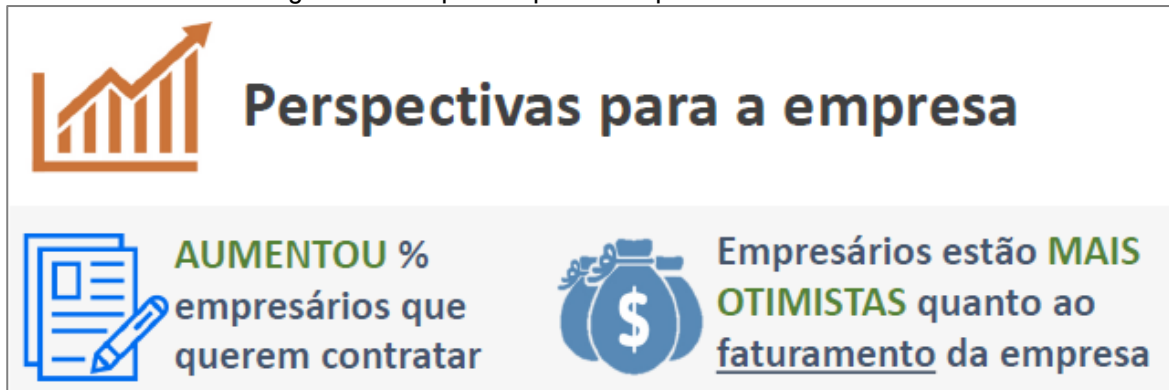 Perspectivas para a empresa
AUMENTOU %
empresários que
querem contratar
$
Empresários estão MAIS
OTIMISTAS quanto ao
faturamento da empresa